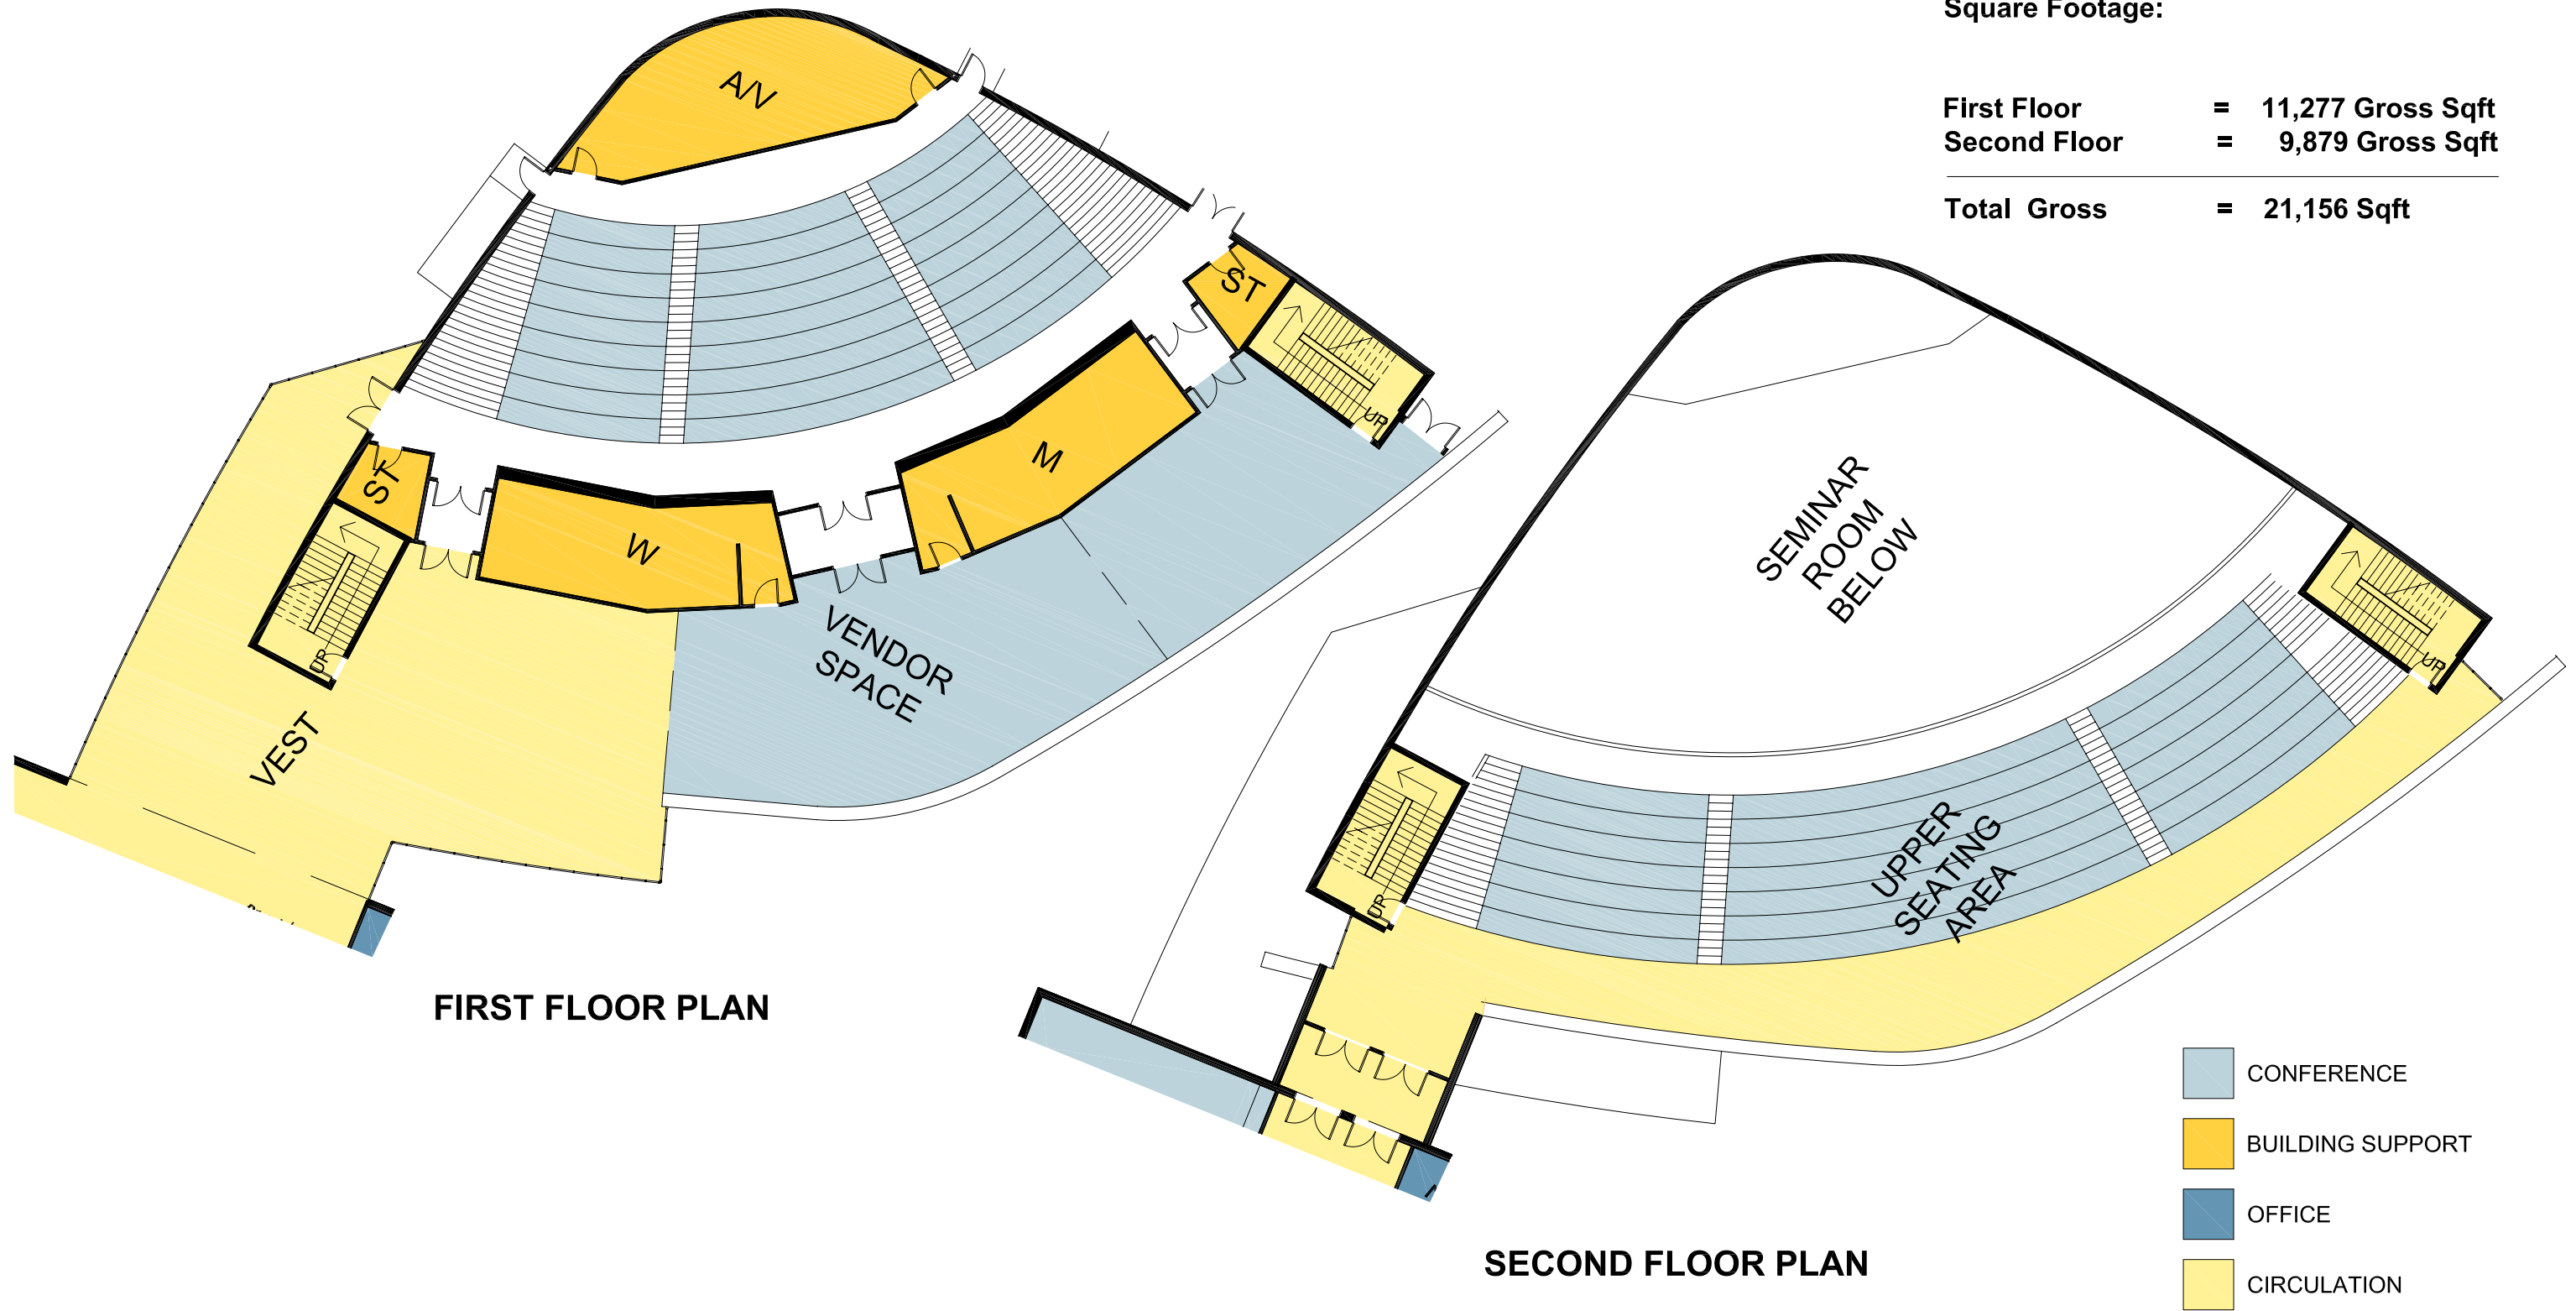 Square Footage:
First Floor = 11,277 Gross Sqft
Second Floor = 9,879 Gross Sqft
Total Gross = 21,156 Sqft
A/V
ST
UP
M
ST
W
UP
VENDOR
SPACE
VEST
FIRST FLOOR PLAN
SEMINAR
ROOM
BELOW
UP
UP
UPPER
SEATING
AREA
SECOND FLOOR PLAN
CONFERENCE
BUILDING SUPPORT
OFFICE
CIRCULATION